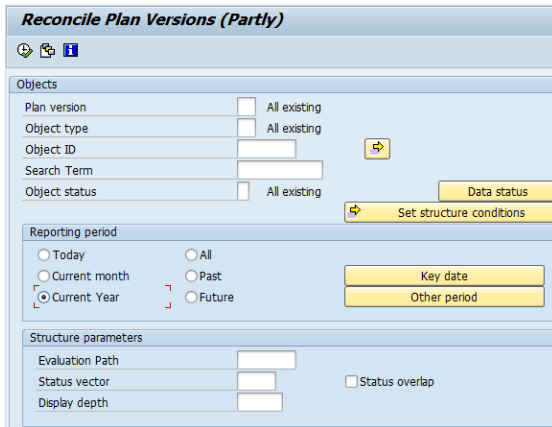 Reconcile Plan Versions (Partly)
Objects
Plan version All existing
Object type All existing
Object ID
Search Term
Object status All existing Data status
Set structure conditions
Reporting period
Today All
Current month Past Key date
Current Year Future Other period
Structure parameters
Evaluation Path
Status vector Status overlap
Display depth